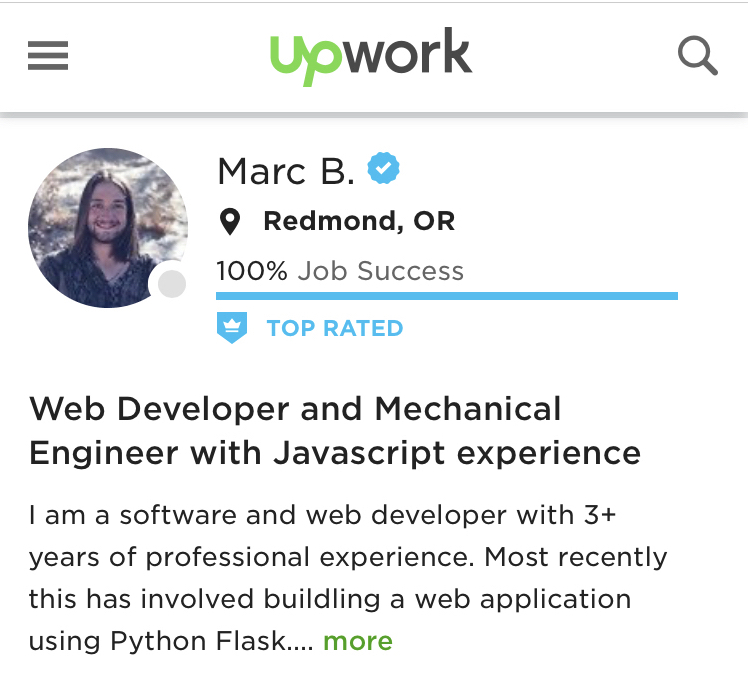 upwork
Marc B.
Redmond, OR
100% Job Success
TOP RATED
Web Developer and Mechanical
Engineer with Javascript experience
I am a software and web developer with 3+
years of professional experience. Most recently
this has involved buildling a web application
using Python Flask.... more